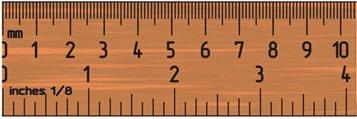 mm
0 1 2 3 4 5 6 7 8 9 10
0 1 2 3 4
inches 1/8